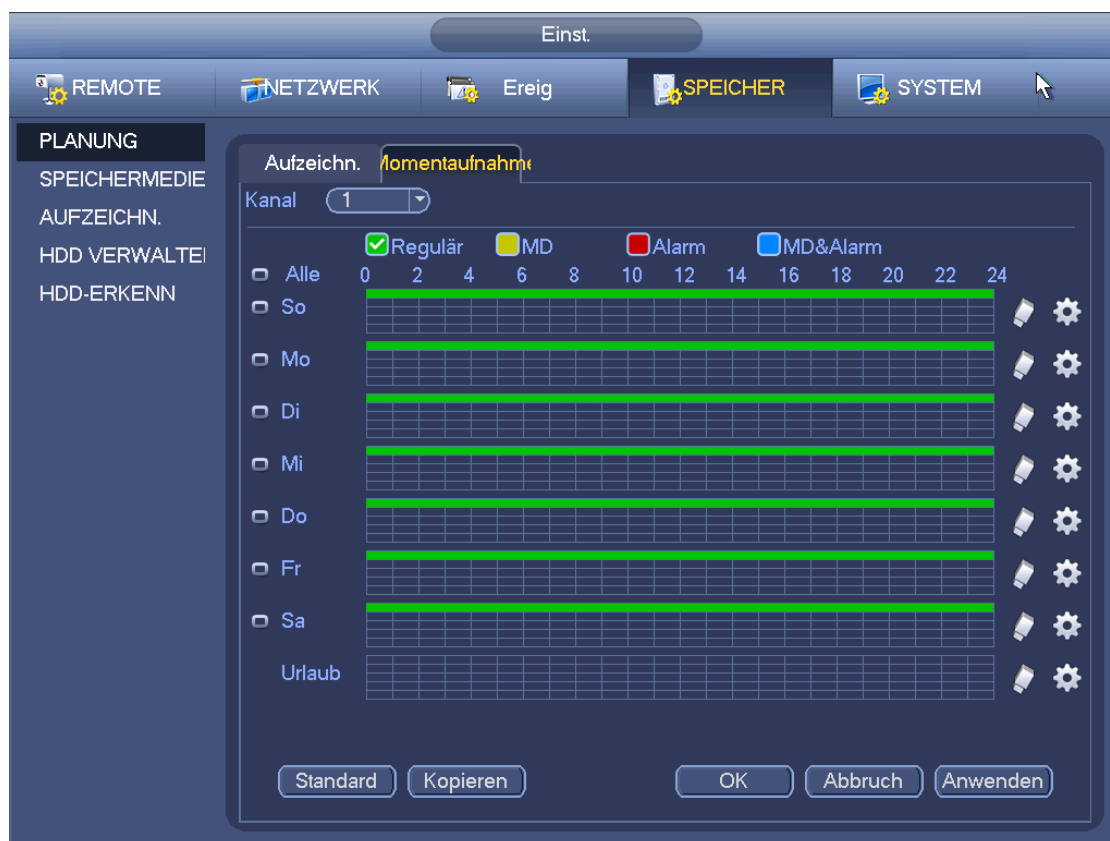 Einst.
REMOTE NETZWERK Ereig SPEICHER SYSTEM
PLANUNG
SPEICHERMEDIE
AUFZEICHN.
HDD VERWALTE
HDD-ERKENN
Aufzeichn. Momentaufnahme
Kanal 1
Regulär MD Alarm MD&Alarm
Alle 0 2 4 6 8 10 12 14 16 18 20 22 24
So
Mo
Di
Mi
Do
Fr
Sa
Urlaub
Standard Kopieren OK Abbruch Anwenden